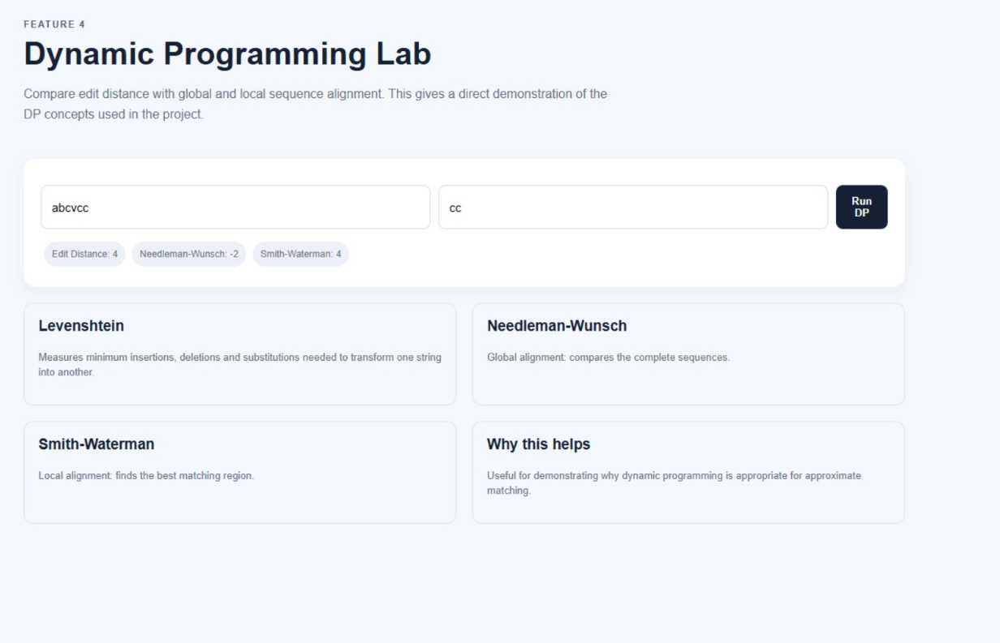 FEATURE 4
Dynamic Programming Lab
Compare edit distance with global and local sequence alignment. This gives a direct demonstration of the
DP concepts used in the project.
abcvcc
cc
Run
DP
Edit Distance: 4
Needleman-Wunsch: -2
Smith-Waterman: 4
Levenshtein
Measures minimum insertions, deletions and substitutions needed to transform one string
into another.
Needleman-Wunsch
Global alignment: compares the complete sequences.
Smith-Waterman
Local alignment: finds the best matching region.
Why this helps
Useful for demonstrating why dynamic programming is appropriate for approximate
matching.